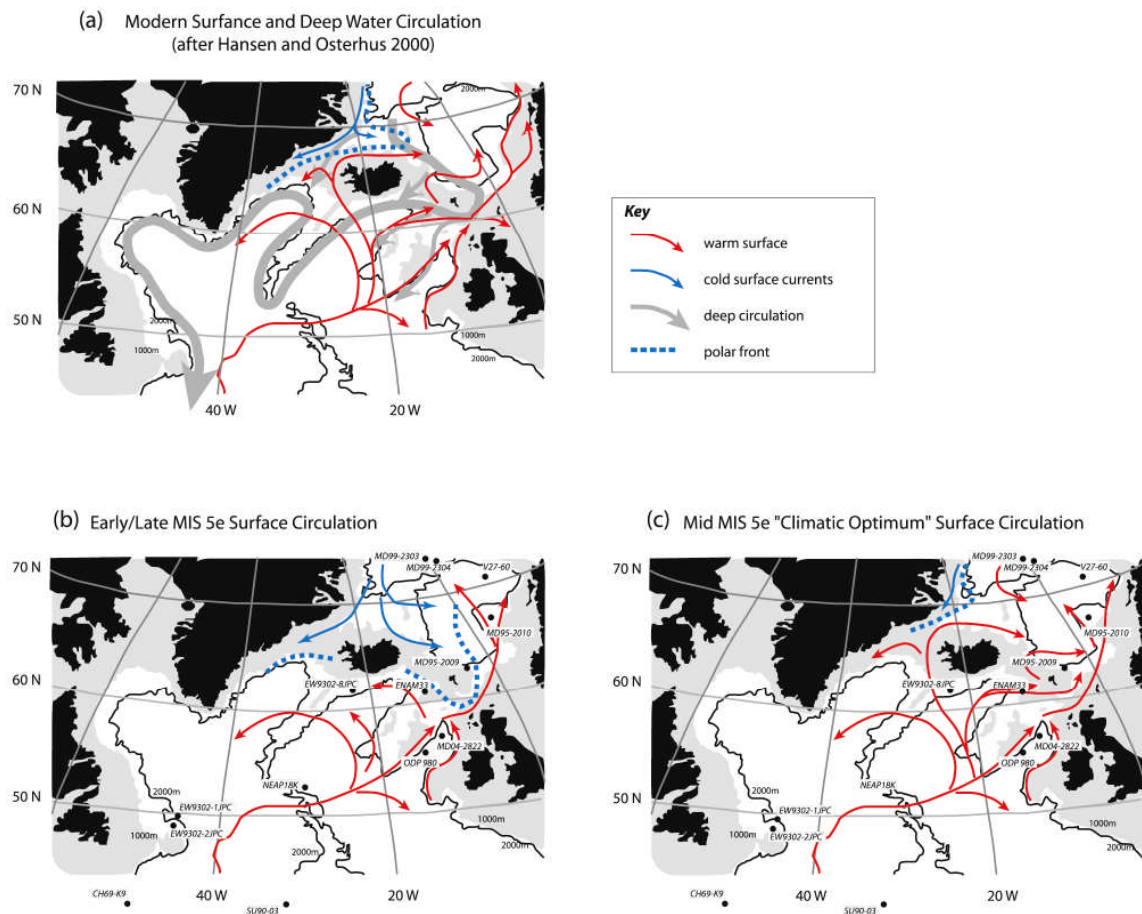 (a) Modern Surfance and Deep Water Circulation
(after Hansen and Osterhus 2000)
70 N
60 N
50 N
2000m
2000m
1000m
1000m
2000m
40 W
20 W
Key
warm surface
cold surface currents
deep circulation
polar front
(b) Early/Late MIS 5e Surface Circulation
70 N
60 N
50 N
MD99-2303
MD99-2304
V27-60
MD95-2010
MD95-2009
EW9302-8JPC
ENAM33
MD04-2822
ODP 980
NEAP18K
2000m
EW9302-1JPC
1000m
EW9302-2JPC
1000m
2000m
2000m
40 W
20 W
CH69-K9
SU90-03
(c) Mid MIS 5e "Climatic Optimum" Surface Circulation
70 N
60 N
50 N
MD99-2303
MD99-2304
V27-60
MD95-2010
MD95-2009
EW9302-8JPC
ENAM33
MD04-2822
ODP 980
NEAP18K
2000m
EW9302-1JPC
1000m
EW9302-2JPC
1000m
2000m
2000m
40 W
20 W
CH69-K9
SU90-03